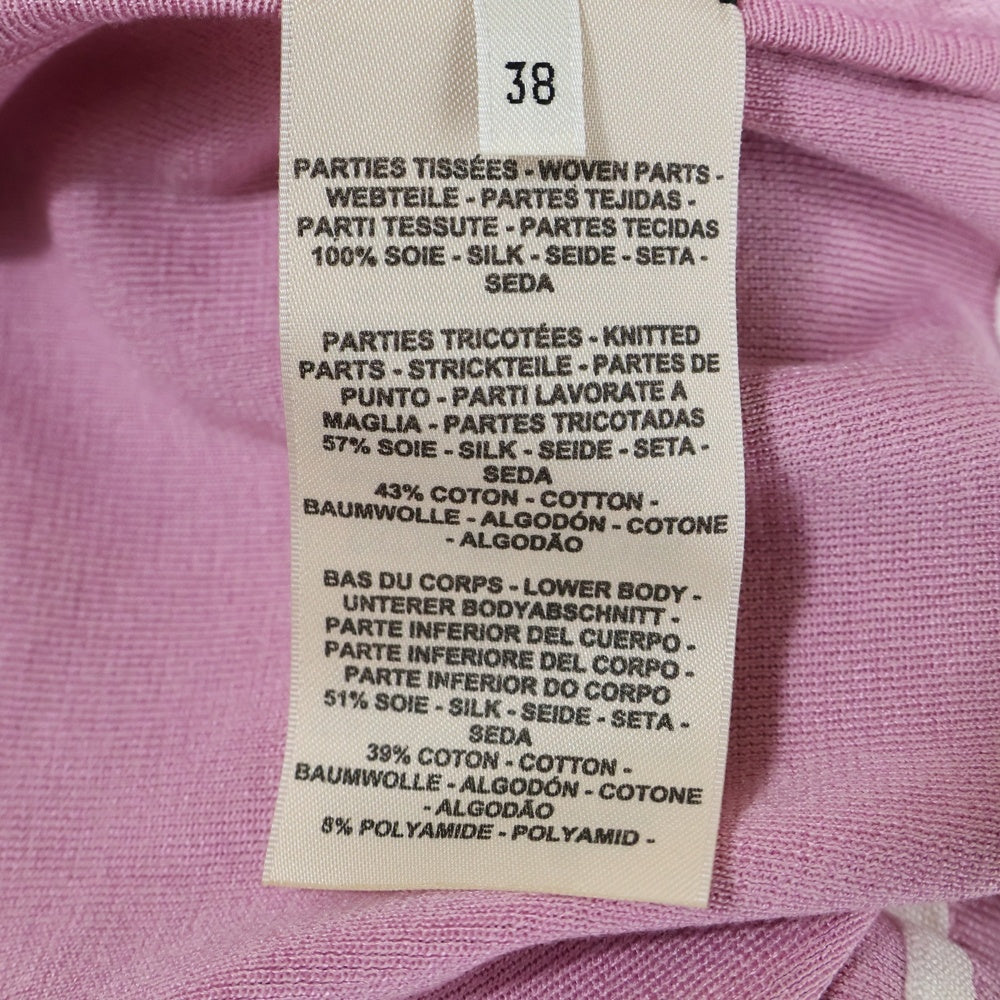 38
PARTIES TISSÉES - WOVEN PARTS -
WEBTEILE - PARTES TEJIDAS -
PARTI TESSUTE - PARTES TECIDAS
100% SOIE - SILK - SEIDE - SETA -
SEDA
PARTIES TRICOTÉES - KNITTED
PARTS - STRICKTEILE - PARTES DE
PUNTO - PARTI LAVORATE A
MAGLIA - PARTES TRICOTADAS
57% SOIE - SILK - SEIDE - SETA -
SEDA
43% COTON - COTTON -
BAUMWOLLE - ALGODÓN - COTONE
- ALGODÃO
BAS DU CORPS - LOWER BODY -
UNTERER BODYABSCHNITT -
PARTE INFERIOR DEL CUERPO -
PARTE INFERIORE DEL CORPO -
PARTE INFERIOR DO CORPO
51% SOIE - SILK - SEIDE - SETA -
SEDA
39% COTON - COTTON -
BAUMWOLLE - ALGODÓN - COTONE
- ALGODÃO
8% POLYAMIDE - POLYAMID -